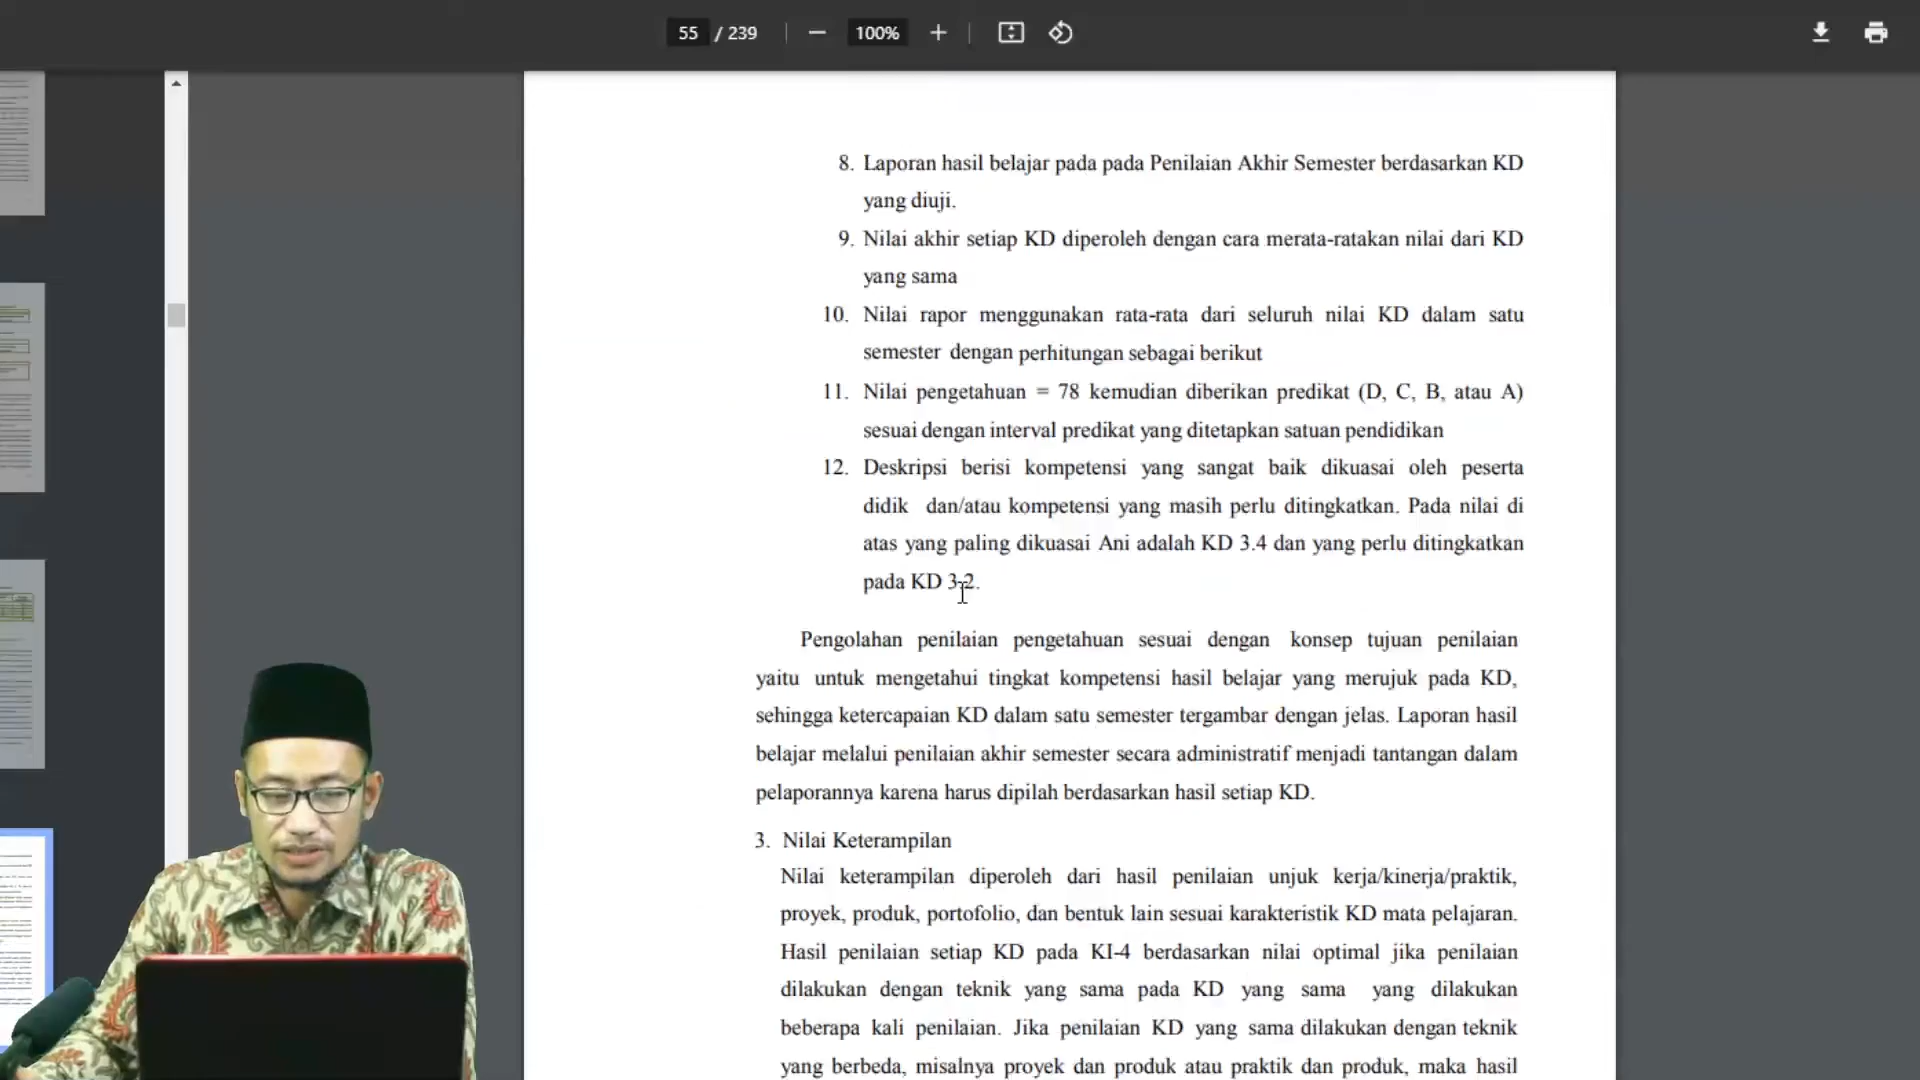 55 / 239 100%
8. Laporan hasil belajar pada pada Penilaian Akhir Semester berdasarkan KD
yang diuji.
9. Nilai akhir setiap KD diperoleh dengan cara merata-ratakan nilai dari KD
yang sama
10. Nilai rapor menggunakan rata-rata dari seluruh nilai KD dalam satu
semester dengan perhitungan sebagai berikut
11. Nilai pengetahuan = 78 kemudian diberikan predikat (D, C, B, atau A)
sesuai dengan interval predikat yang ditetapkan satuan pendidikan
12. Deskripsi berisi kompetensi yang sangat baik dikuasai oleh peserta
didik dan/atau kompetensi yang masih perlu ditingkatkan. Pada nilai di
atas yang paling dikuasai Ani adalah KD 3.4 dan yang perlu ditingkatkan
pada KD 3.2.
Pengolahan penilaian pengetahuan sesuai dengan konsep tujuan penilaian
yaitu untuk mengetahui tingkat kompetensi hasil belajar yang merujuk pada KD,
sehingga ketercapaian KD dalam satu semester tergambar dengan jelas. Laporan hasil
belajar melalui penilaian akhir semester secara administratif menjadi tantangan dalam
pelaporannya karena harus dipilah berdasarkan hasil setiap KD.
3. Nilai Keterampilan
Nilai keterampilan diperoleh dari hasil penilaian unjuk kerja/kinerja/praktik,
proyek, produk, portofolio, dan bentuk lain sesuai karakteristik KD mata pelajaran.
Hasil penilaian setiap KD pada KI-4 berdasarkan nilai optimal jika penilaian
dilakukan dengan teknik yang sama pada KD yang sama yang dilakukan
beberapa kali penilaian. Jika penilaian KD yang sama dilakukan dengan teknik
yang berbeda, misalnya proyek dan produk atau praktik dan produk, maka hasil